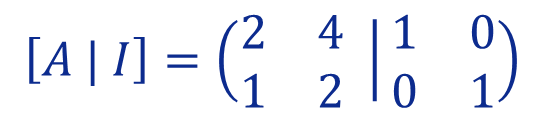 [A | I] = (2 4 | 1 0
1 2 | 0 1)